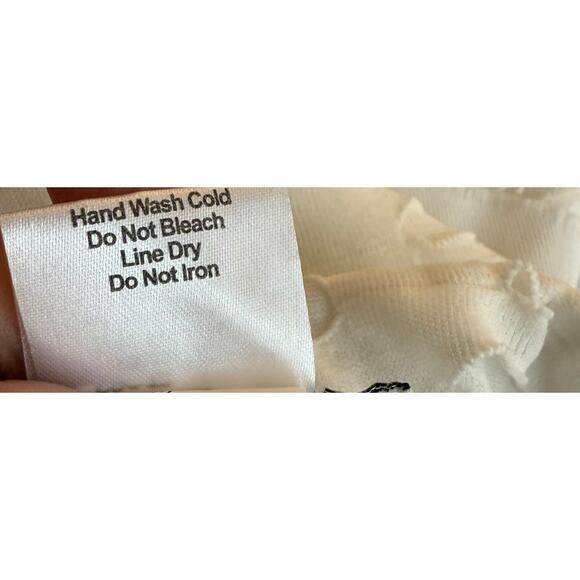 Hand Wash Cold
Do Not Bleach
Line Dry
Do Not Iron